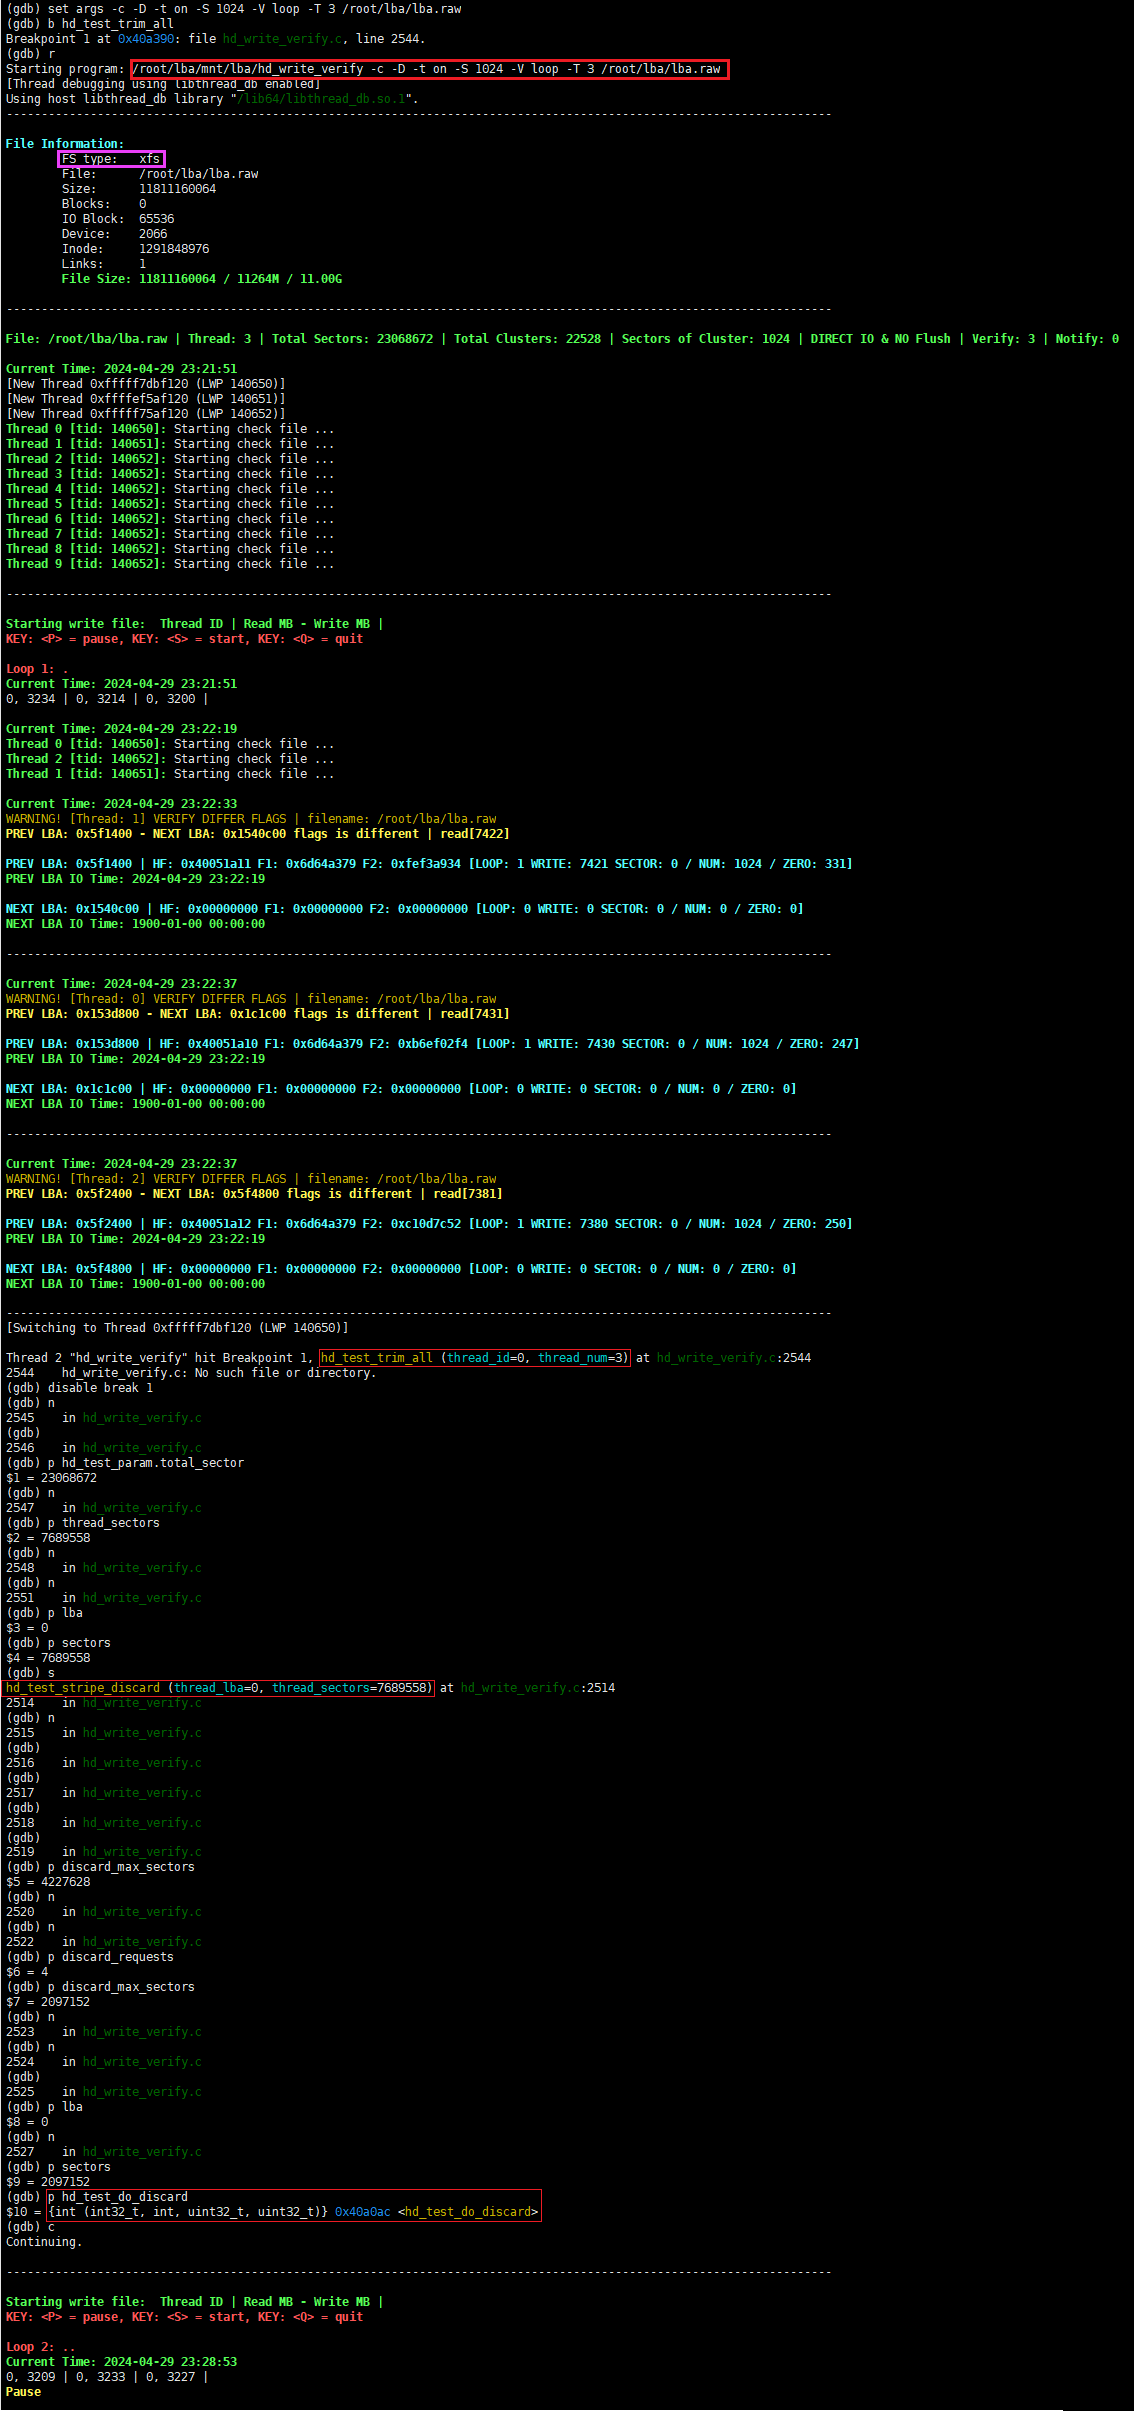 (gdb) set args -c -D -t on -S 1024 -V loop -T 3 /root/lba/lba.raw
(gdb) b hd_test_trim_all
Breakpoint 1 at 0x40a390: file hd_write_verify.c, line 2544.
(gdb) r
Starting program: /root/lba/mnt/lba/hd_write_verify -c -D -t on -S 1024 -V loop -T 3 /root/lba/lba.raw
[Thread debugging using libthread_db enabled]
Using host libthread_db library "/lib64/libthread_db.so.1".
----------------------------------------------------------------------------------------------------------------------
File Information:
FS type:   xfs
File:      /root/lba/lba.raw
Size:      11811160064
Blocks:    0
IO Block:  65536
Device:    2066
Inode:     1291848976
Links:     1
File Size: 11811160064 / 11264M / 11.00G
----------------------------------------------------------------------------------------------------------------------
File: /root/lba/lba.raw | Thread: 3 | Total Sectors: 23068672 | Total Clusters: 22528 | Sectors of Cluster: 1024 | DIRECT IO & NO Flush | Verify: 3 | Notify: 0
Current Time: 2024-04-29 23:21:51
[New Thread 0xfffff7dbf120 (LWP 140650)]
[New Thread 0xffffef5af120 (LWP 140651)]
[New Thread 0xfffff75af120 (LWP 140652)]
Thread 0 [tid: 140650]: Starting check file ...
Thread 1 [tid: 140651]: Starting check file ...
Thread 2 [tid: 140652]: Starting check file ...
Thread 3 [tid: 140652]: Starting check file ...
Thread 4 [tid: 140652]: Starting check file ...
Thread 5 [tid: 140652]: Starting check file ...
Thread 6 [tid: 140652]: Starting check file ...
Thread 7 [tid: 140652]: Starting check file ...
Thread 8 [tid: 140652]: Starting check file ...
Thread 9 [tid: 140652]: Starting check file ...
----------------------------------------------------------------------------------------------------------------------
Starting write file:  Thread ID | Read MB - Write MB |
KEY: <P> = pause, KEY: <S> = start, KEY: <Q> = quit
Loop 1: .
Current Time: 2024-04-29 23:21:51
0, 3234 | 0, 3214 | 0, 3200 |
Current Time: 2024-04-29 23:22:19
Thread 0 [tid: 140650]: Starting check file ...
Thread 2 [tid: 140652]: Starting check file ...
Thread 1 [tid: 140651]: Starting check file ...
Current Time: 2024-04-29 23:22:33
WARNING! [Thread: 1] VERIFY DIFFER FLAGS | filename: /root/lba/lba.raw
PREV LBA: 0x5f1400 - NEXT LBA: 0x1540c00 flags is different | read[7422]
PREV LBA: 0x5f1400 | HF: 0x40051a11 F1: 0x6d64a379 F2: 0xfef3a934 [LOOP: 1 WRITE: 7421 SECTOR: 0 / NUM: 1024 / ZERO: 331]
PREV LBA IO Time: 2024-04-29 23:22:19
NEXT LBA: 0x1540c00 | HF: 0x00000000 F1: 0x00000000 F2: 0x00000000 [LOOP: 0 WRITE: 0 SECTOR: 0 / NUM: 0 / ZERO: 0]
NEXT LBA IO Time: 1900-01-00 00:00:00
----------------------------------------------------------------------------------------------------------------------
Current Time: 2024-04-29 23:22:37
WARNING! [Thread: 0] VERIFY DIFFER FLAGS | filename: /root/lba/lba.raw
PREV LBA: 0x153d800 - NEXT LBA: 0x1c1c00 flags is different | read[7431]
PREV LBA: 0x153d800 | HF: 0x40051a10 F1: 0x6d64a379 F2: 0xb6ef02f4 [LOOP: 1 WRITE: 7430 SECTOR: 0 / NUM: 1024 / ZERO: 247]
PREV LBA IO Time: 2024-04-29 23:22:19
NEXT LBA: 0x1c1c00 | HF: 0x00000000 F1: 0x00000000 F2: 0x00000000 [LOOP: 0 WRITE: 0 SECTOR: 0 / NUM: 0 / ZERO: 0]
NEXT LBA IO Time: 1900-01-00 00:00:00
----------------------------------------------------------------------------------------------------------------------
Current Time: 2024-04-29 23:22:37
WARNING! [Thread: 2] VERIFY DIFFER FLAGS | filename: /root/lba/lba.raw
PREV LBA: 0x5f2400 - NEXT LBA: 0x5f4800 flags is different | read[7381]
PREV LBA: 0x5f2400 | HF: 0x40051a12 F1: 0x6d64a379 F2: 0xc10d7c52 [LOOP: 1 WRITE: 7380 SECTOR: 0 / NUM: 1024 / ZERO: 250]
PREV LBA IO Time: 2024-04-29 23:22:19
NEXT LBA: 0x5f4800 | HF: 0x00000000 F1: 0x00000000 F2: 0x00000000 [LOOP: 0 WRITE: 0 SECTOR: 0 / NUM: 0 / ZERO: 0]
NEXT LBA IO Time: 1900-01-00 00:00:00
----------------------------------------------------------------------------------------------------------------------
[Switching to Thread 0xfffff7dbf120 (LWP 140650)]
Thread 2 "hd_write_verify" hit Breakpoint 1, hd_test_trim_all (thread_id=0, thread_num=3) at hd_write_verify.c:2544
2544    hd_write_verify.c: No such file or directory.
(gdb) disable break 1
(gdb) n
2545    in hd_write_verify.c
(gdb)
2546    in hd_write_verify.c
(gdb) p hd_test_param.total_sector
$1 = 23068672
(gdb) n
2547    in hd_write_verify.c
(gdb) p thread_sectors
$2 = 7689558
(gdb) n
2548    in hd_write_verify.c
(gdb) n
2551    in hd_write_verify.c
(gdb) p lba
$3 = 0
(gdb) p sectors
$4 = 7689558
(gdb) s
hd_test_stripe_discard (thread_lba=0, thread_sectors=7689558) at hd_write_verify.c:2514
2514    in hd_write_verify.c
(gdb) n
2515    in hd_write_verify.c
(gdb)
2516    in hd_write_verify.c
(gdb)
2517    in hd_write_verify.c
(gdb)
2518    in hd_write_verify.c
(gdb)
2519    in hd_write_verify.c
(gdb) p discard_max_sectors
$5 = 4227628
(gdb) n
2520    in hd_write_verify.c
(gdb) n
2522    in hd_write_verify.c
(gdb) p discard_requests
$6 = 4
(gdb) p discard_max_sectors
$7 = 2097152
(gdb) n
2523    in hd_write_verify.c
(gdb) n
2524    in hd_write_verify.c
(gdb)
2525    in hd_write_verify.c
(gdb) p lba
$8 = 0
(gdb) n
2527    in hd_write_verify.c
(gdb) p sectors
$9 = 2097152
(gdb) p hd_test_do_discard
$10 = {int (int32_t, int, uint32_t, uint32_t)} 0x40a0ac <hd_test_do_discard>
(gdb) c
Continuing.
----------------------------------------------------------------------------------------------------------------------
Starting write file:  Thread ID | Read MB - Write MB |
KEY: <P> = pause, KEY: <S> = start, KEY: <Q> = quit
Loop 2: ..
Current Time: 2024-04-29 23:28:53
0, 3209 | 0, 3233 | 0, 3227 |
Pause